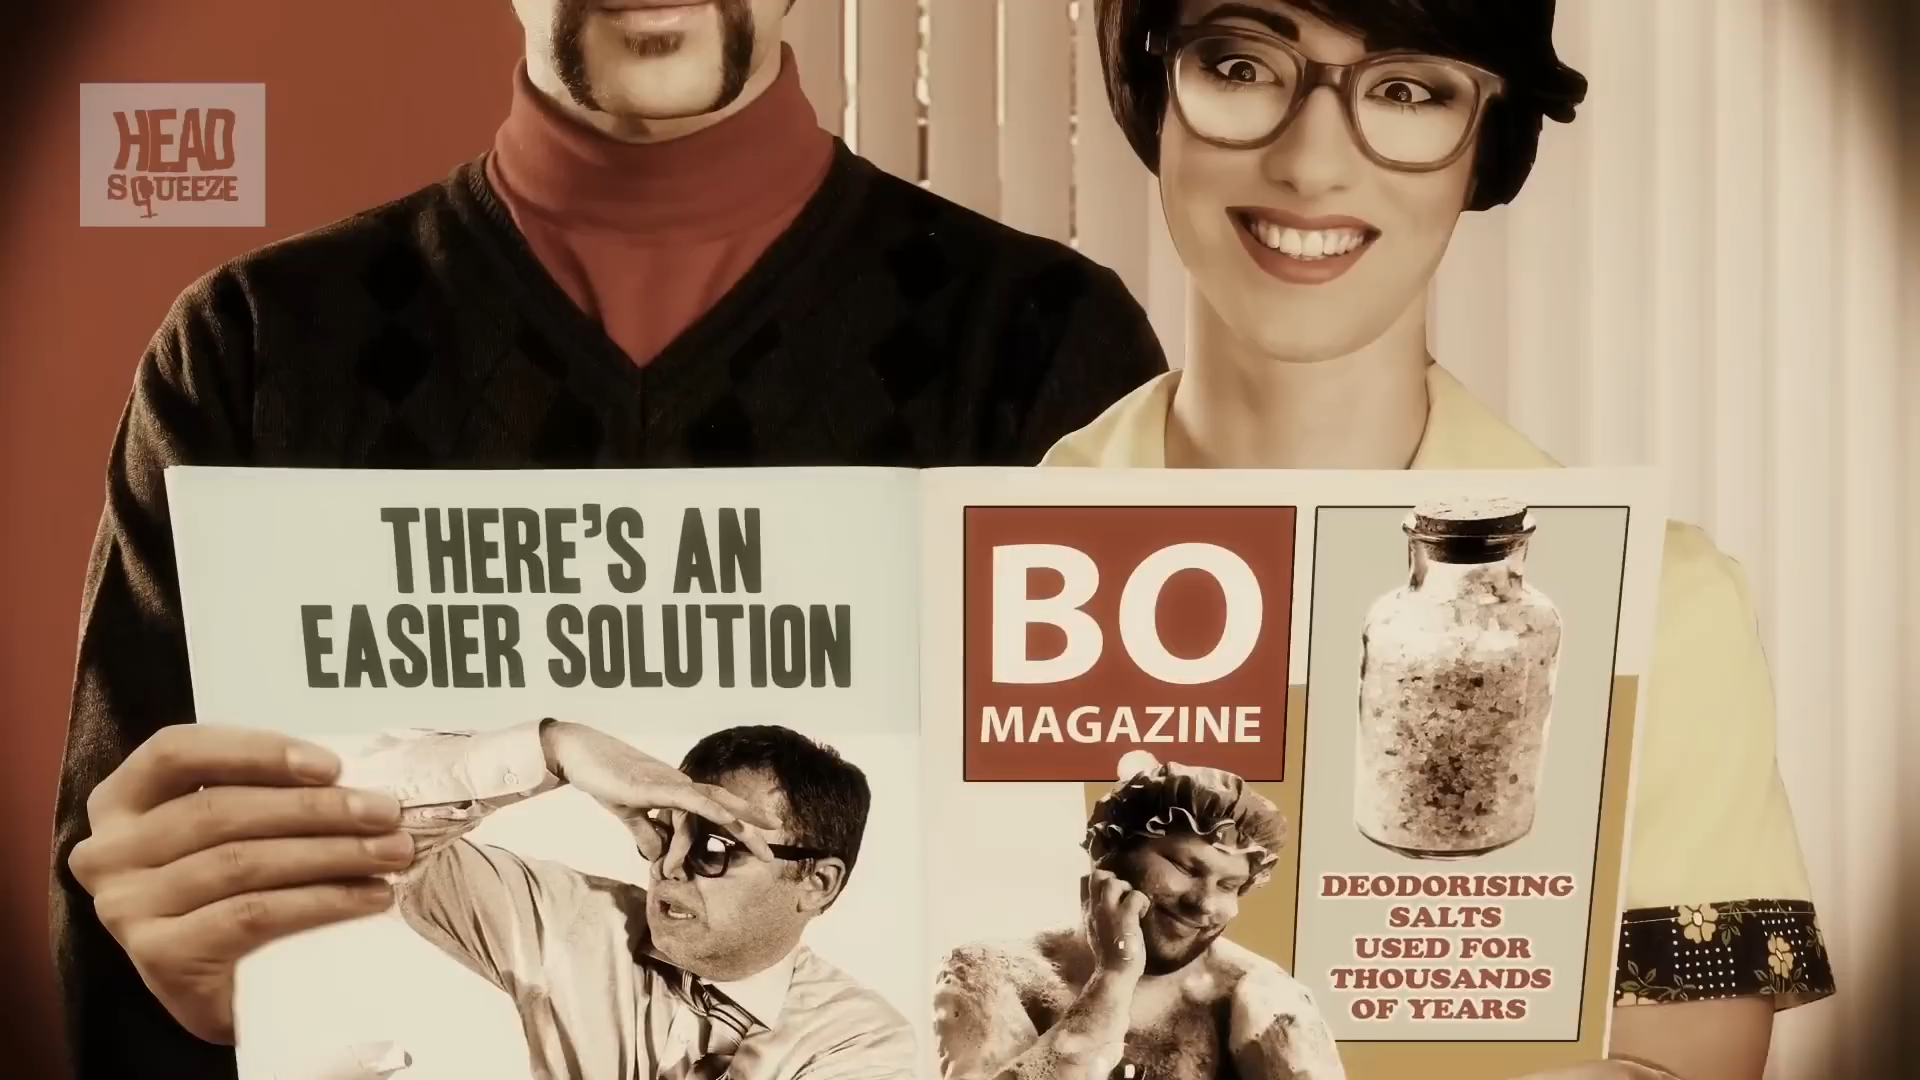 HEAD
SQUEEZE
THERE'S AN
EASIER SOLUTION
BO
MAGAZINE
DEODORISING
SALTS
USED FOR
THOUSANDS
OF YEARS